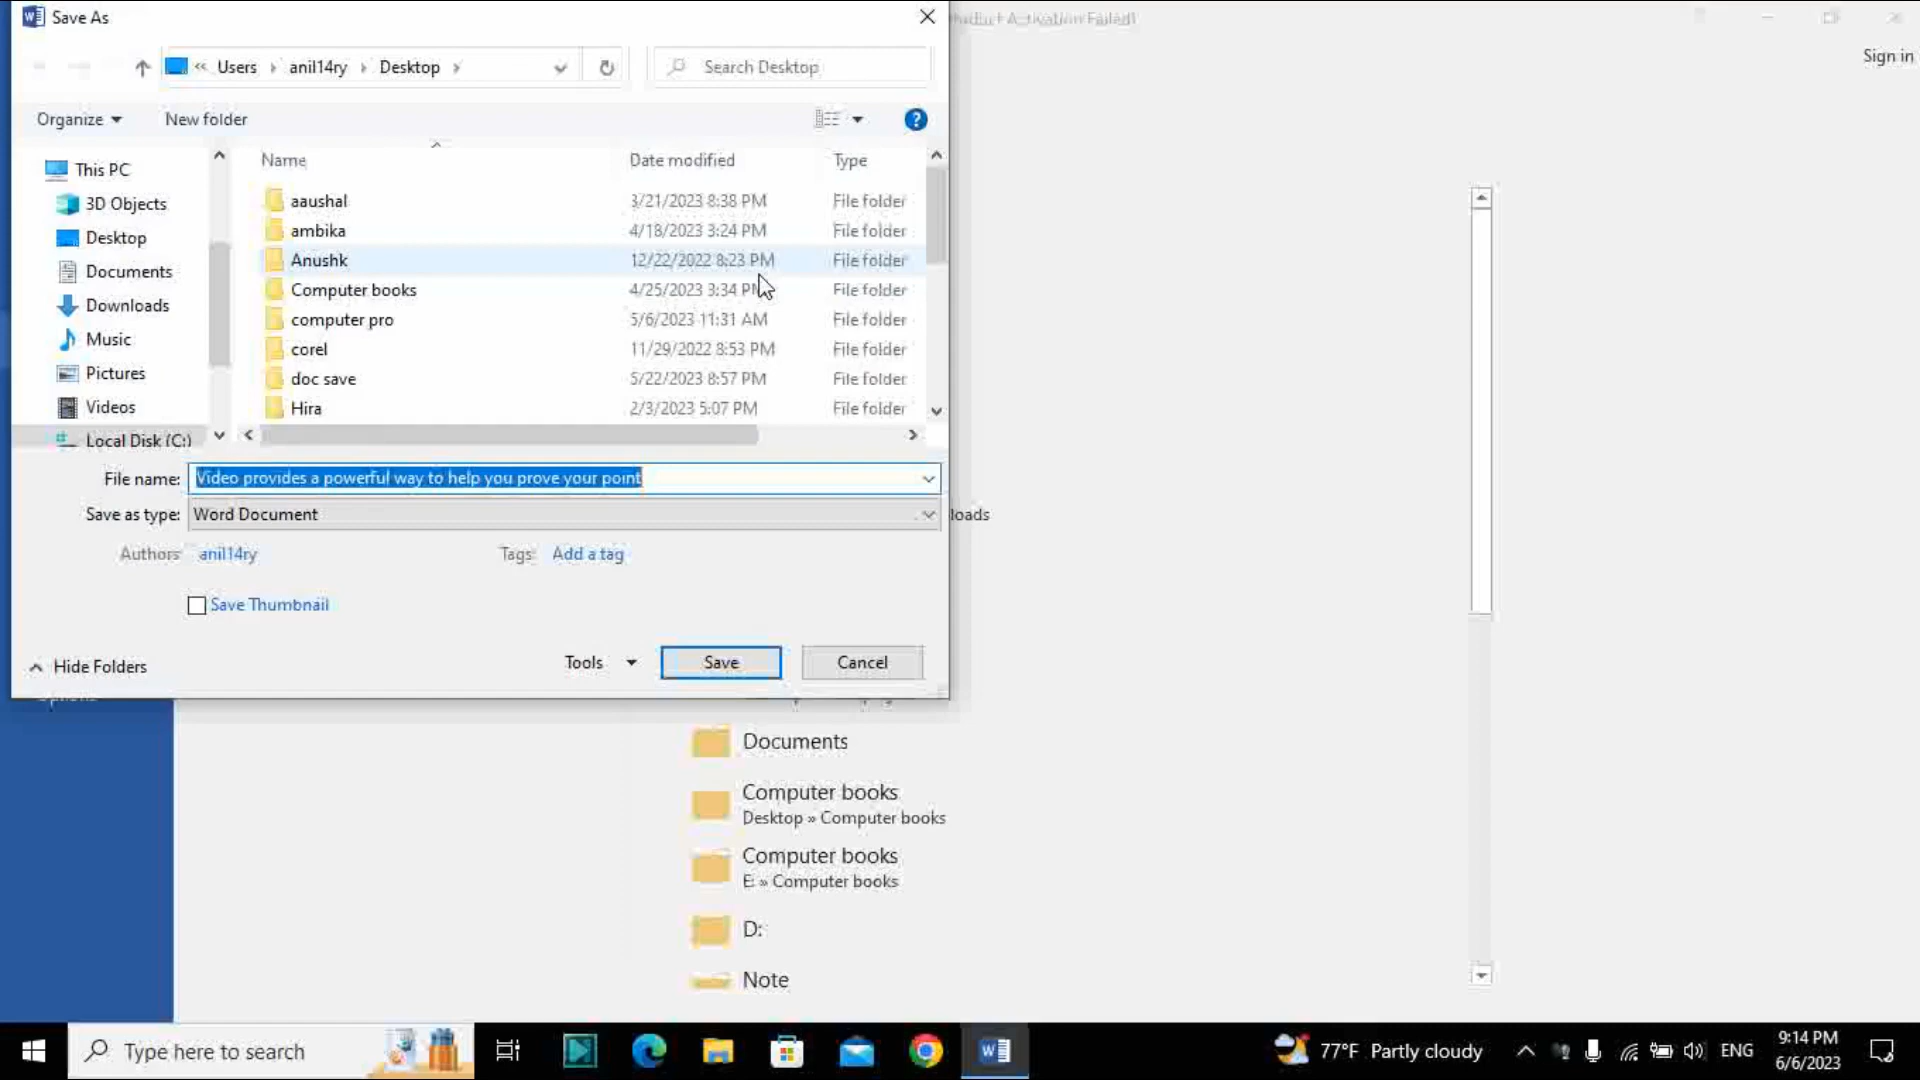 Save As
Product Activation Failed)
Sign in
« Users > anil14ry > Desktop >
Search Desktop
Organize
New folder
Name Date modified Type
This PC
3D Objects
Desktop
Documents
Downloads
Music
Pictures
Videos
Local Disk (C:)
aaushal 3/21/2023 8:38 PM File folder
ambika 4/18/2023 3:24 PM File folder
Anushk 12/22/2022 8:23 PM File folder
Computer books 4/25/2023 3:34 PM File folder
computer pro 5/6/2023 11:31 AM File folder
corel 11/29/2022 8:53 PM File folder
doc save 5/22/2023 8:57 PM File folder
Hira 2/3/2023 5:07 PM File folder
File name: Video provides a powerful way to help you prove your point
Save as type: Word Document
loads
Authors: anil14ry Tags: Add a tag
Save Thumbnail
Hide Folders
Tools
Save
Cancel
Documents
Computer books
Desktop » Computer books
Computer books
E: » Computer books
D:
Note
Type here to search
77°F Partly cloudy
ENG
9:14 PM
6/6/2023